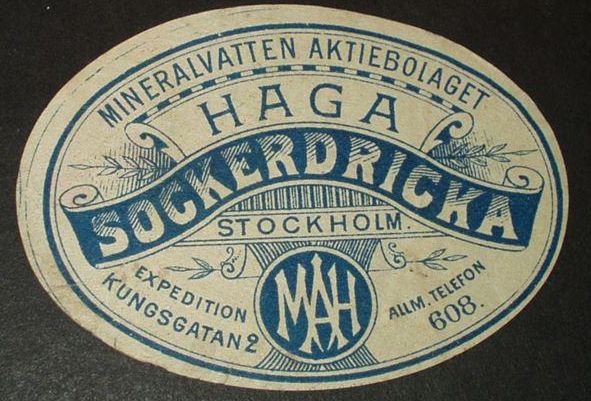 MINERALVATTEN AKTIEBOLAGET
HAGA
SOCKERDRICKA
STOCKHOLM.
EXPEDITION
KUNGSGATAN 2
MAH
ALLM. TELEFON
608.